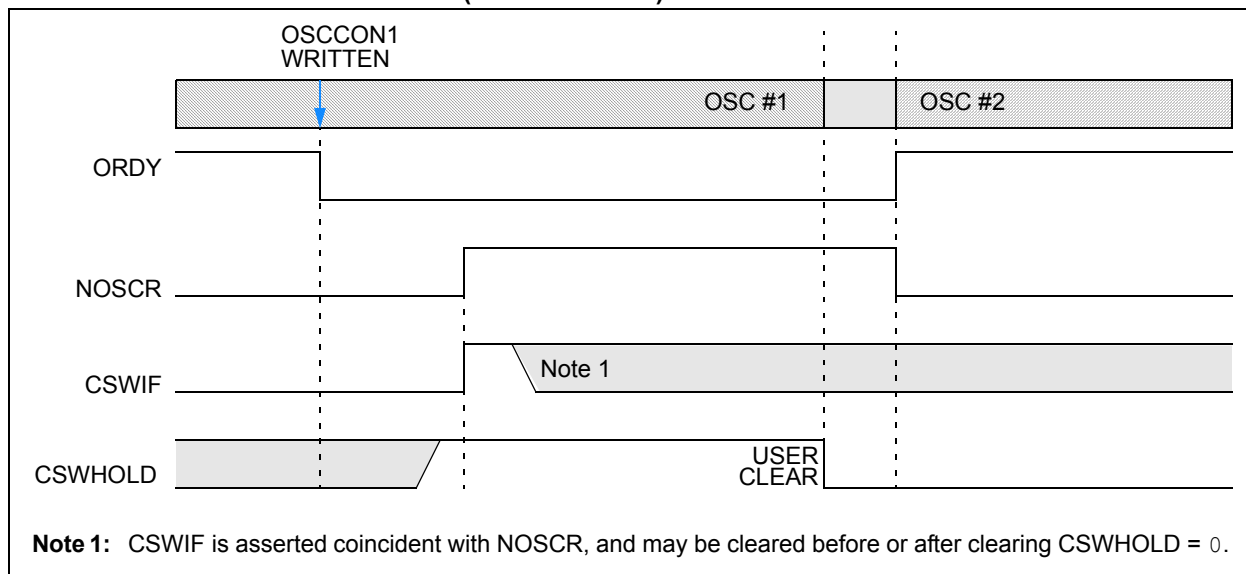 OSCCON1
WRITTEN
OSC #1
OSC #2
ORDY
NOSCR
CSWIF
Note 1
CSWHOLD
USER
CLEAR
Note 1: CSWIF is asserted coincident with NOSCR, and may be cleared before or after clearing CSWHOLD = 0.